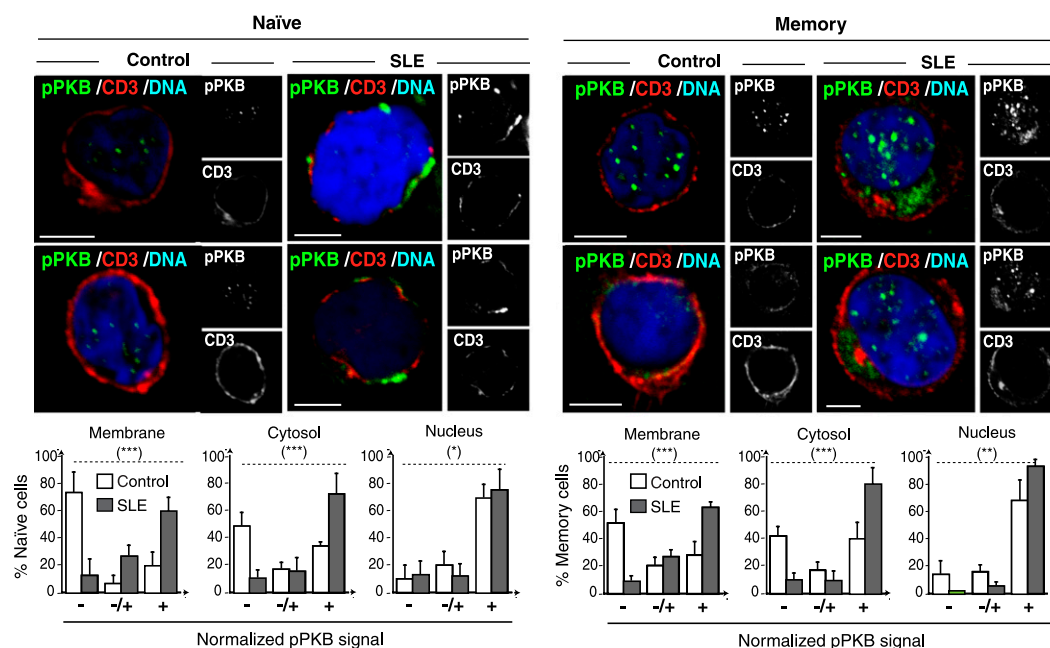 Naïve
Control
SLE
pPKB /CD3 /DNA
pPKB
CD3
pPKB /CD3 /DNA
pPKB
CD3
pPKB /CD3 /DNA
pPKB
CD3
pPKB /CD3 /DNA
pPKB
CD3
Membrane
(***)
Cytosol
(***)
Nucleus
(*)
% Naïve cells
100
80
60
40
20
0
Control
SLE
- -/+ +
100
80
60
40
20
0
- -/+ +
100
80
60
40
20
0
- -/+ +
Normalized pPKB signal
Memory
Control
SLE
pPKB /CD3 /DNA
pPKB
CD3
pPKB /CD3 /DNA
pPKB
CD3
pPKB /CD3 /DNA
pPKB
CD3
pPKB /CD3 /DNA
pPKB
CD3
Membrane
(***)
Cytosol
(***)
Nucleus
(**)
% Memory cells
100
80
60
40
20
0
Control
SLE
- -/+ +
100
80
60
40
20
0
- -/+ +
100
80
60
40
20
0
- -/+ +
Normalized pPKB signal